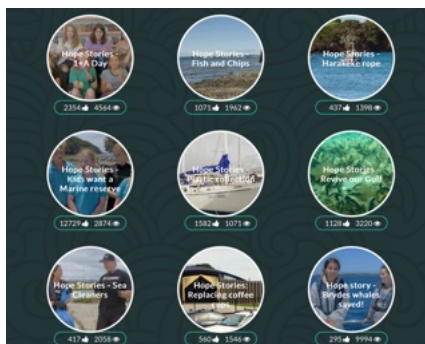 Hope Stories -
1+A Day
2354 4564
Hope Stories -
Fish and Chips
1071 1962
Hope Stories -
Harakeke rope
437 1398
Hope Stories -
Kids want a
Marine reserve
12729 2874
Hope Stories -
Plastic collection
1582 1071
Hope Stories -
Revive our Gulf
1128 3220
Hope Stories - Sea
Cleaners
417 2058
Hope Stories:
Replacing coffee
cups
560 1546
Hope story -
Brydes whales
saved!
295 9994